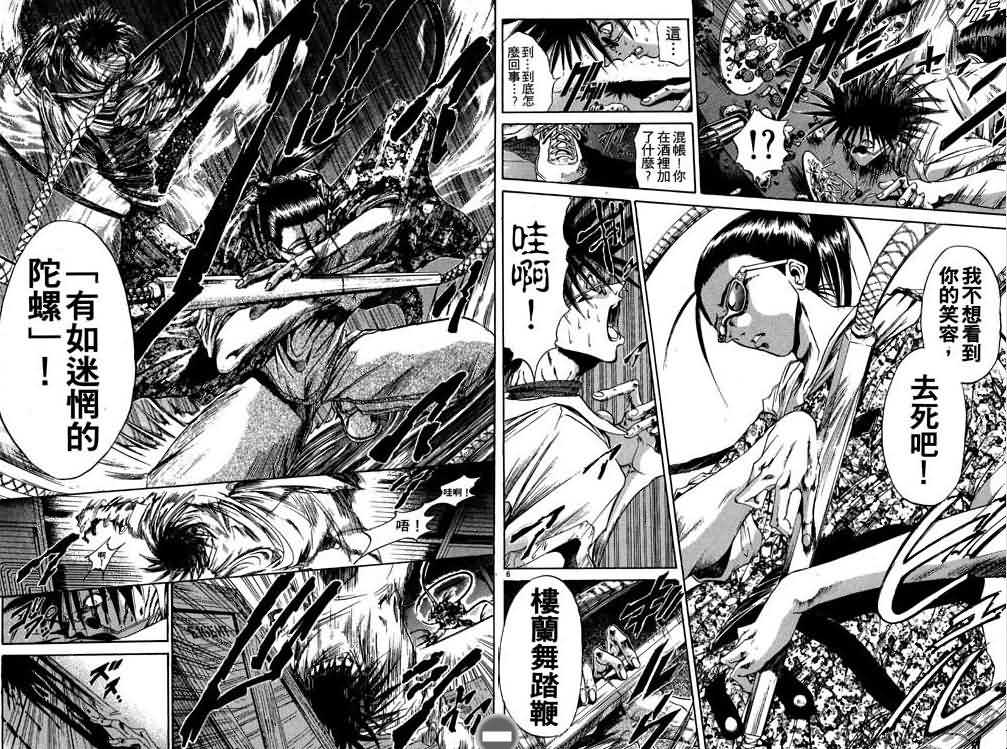 !?
這…
到…到底怎
麼回事…?
混帳!你
在酒裡加
了什麼?
我不想看到
你的笑容,
去死吧!
哇啊!
6
樓蘭舞踏鞭
「有如迷惘的
陀螺」!
哇啊!
唔!
啊!